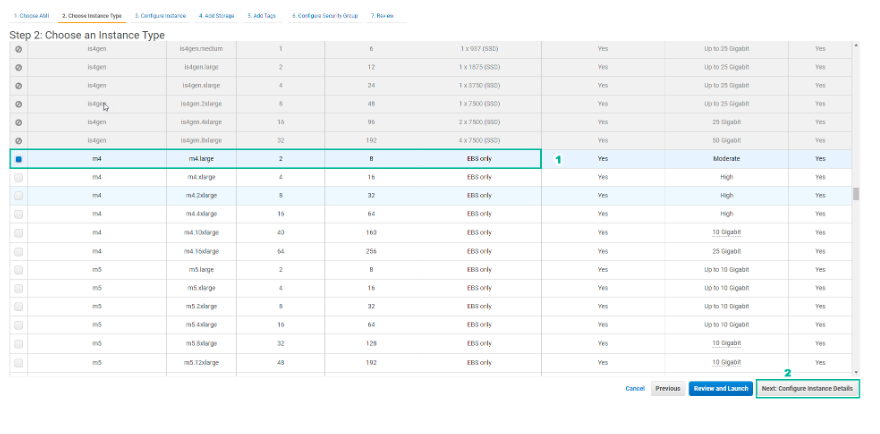 1. Choose AMI 2. Choose Instance Type 3. Configure Instance 4. Add Storage 5. Add Tags 6. Configure Security Group 7. Review
Step 2: Choose an Instance Type
is4gen is4gen.medium 1 6 1 x 937 (SSD) Yes Up to 25 Gigabit Yes
is4gen is4gen.large 2 12 1 x 1875 (SSD) Yes Up to 25 Gigabit Yes
is4gen is4gen.xlarge 4 24 1 x 3750 (SSD) Yes Up to 25 Gigabit Yes
is4gen is4gen.2xlarge 8 48 1 x 7500 (SSD) Yes Up to 25 Gigabit Yes
is4gen is4gen.4xlarge 16 96 2 x 7500 (SSD) Yes 25 Gigabit Yes
is4gen is4gen.8xlarge 32 192 4 x 7500 (SSD) Yes 50 Gigabit Yes
m4 m4.large 2 8 EBS only 1 Yes Moderate Yes
m4 m4.xlarge 4 16 EBS only Yes High Yes
m4 m4.2xlarge 8 32 EBS only Yes High Yes
m4 m4.4xlarge 16 64 EBS only Yes High Yes
m4 m4.10xlarge 40 160 EBS only Yes 10 Gigabit Yes
m4 m4.16xlarge 64 256 EBS only Yes 25 Gigabit Yes
m5 m5.large 2 8 EBS only Yes Up to 10 Gigabit Yes
m5 m5.xlarge 4 16 EBS only Yes Up to 10 Gigabit Yes
m5 m5.2xlarge 8 32 EBS only Yes Up to 10 Gigabit Yes
m5 m5.4xlarge 16 64 EBS only Yes Up to 10 Gigabit Yes
m5 m5.8xlarge 32 128 EBS only Yes 10 Gigabit Yes
m5 m5.12xlarge 48 192 EBS only Yes 10 Gigabit Yes
2
Cancel Previous Review and Launch Next: Configure Instance Details